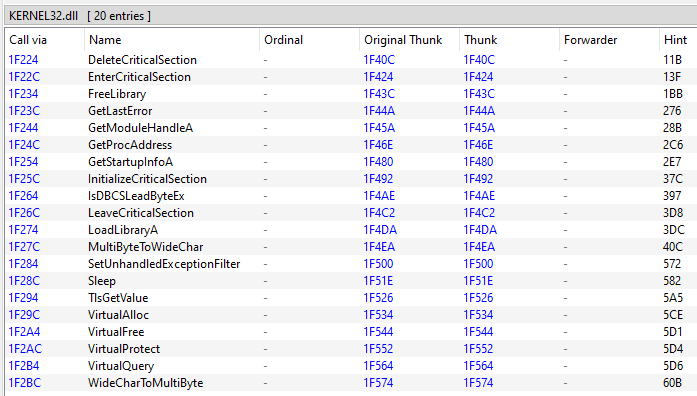 KERNEL32.dll [ 20 entries ]
Call via Name Ordinal Original Thunk Thunk Forwarder Hint
1F224 DeleteCriticalSection - 1F40C 1F40C - 11B
1F22C EnterCriticalSection - 1F424 1F424 - 13F
1F234 FreeLibrary - 1F43C 1F43C - 1BB
1F23C GetLastError - 1F44A 1F44A - 276
1F244 GetModuleHandleA - 1F45A 1F45A - 28B
1F24C GetProcAddress - 1F46E 1F46E - 2C6
1F254 GetStartupInfoA - 1F480 1F480 - 2E7
1F25C InitializeCriticalSection - 1F492 1F492 - 37C
1F264 IsDBCSLeadByteEx - 1F4AE 1F4AE - 397
1F26C LeaveCriticalSection - 1F4C2 1F4C2 - 3D8
1F274 LoadLibraryA - 1F4DA 1F4DA - 3DC
1F27C MultiByteToWideChar - 1F4EA 1F4EA - 40C
1F284 SetUnhandledExceptionFilter - 1F500 1F500 - 572
1F28C Sleep - 1F51E 1F51E - 582
1F294 TlsGetValue - 1F526 1F526 - 5A5
1F29C VirtualAlloc - 1F534 1F534 - 5CE
1F2A4 VirtualFree - 1F544 1F544 - 5D1
1F2AC VirtualProtect - 1F552 1F552 - 5D4
1F2B4 VirtualQuery - 1F564 1F564 - 5D6
1F2BC WideCharToMultiByte - 1F574 1F574 - 60B